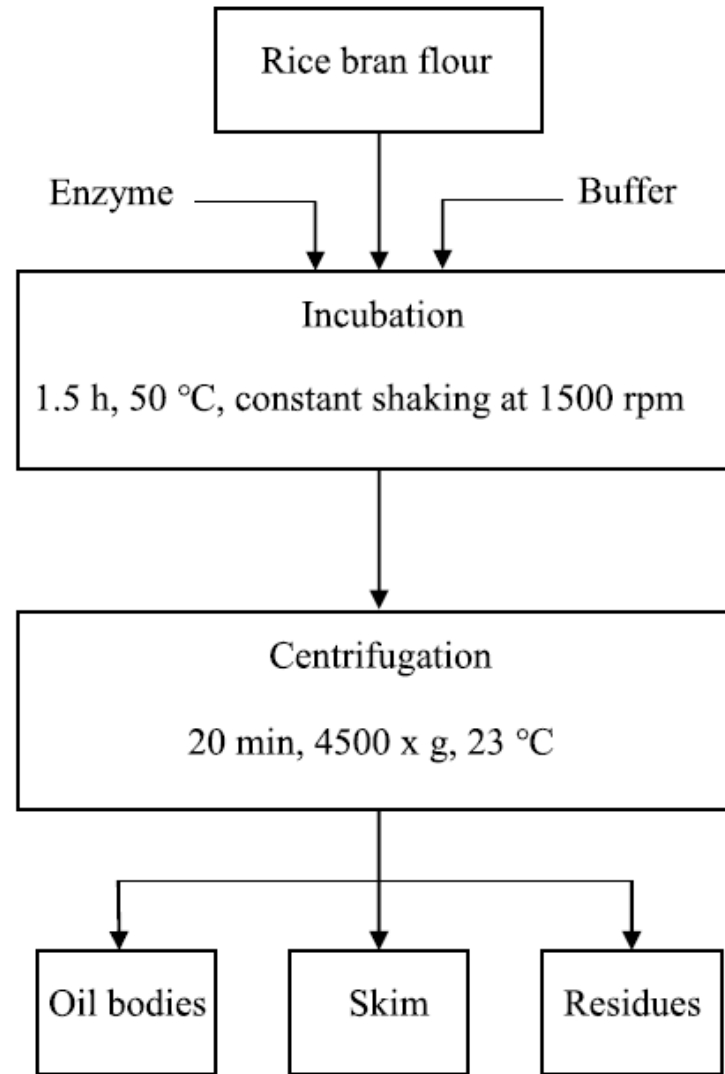 Rice bran flour
Enzyme
Buffer
Incubation
1.5 h, 50 °C, constant shaking at 1500 rpm
Centrifugation
20 min, 4500 x g, 23 °C
Oil bodies
Skim
Residues